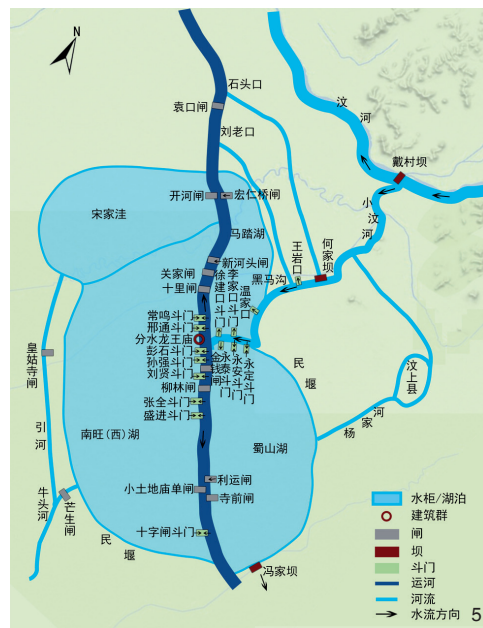 N
石头口
袁口闸
刘老口
汶河
戴村坝
宋家洼
开河闸
宏仁桥闸
小汶河
马踏湖
王岩口
何家坝
新河头闸
关家闸
徐建口斗门
李家口斗门
黑马沟
十里闸
温家口
常鸣斗门
邢通斗门
分水龙王庙
彭石斗门
孙强斗门
刘贤斗门
金钱闸
永泰斗门
永安斗门
永定斗门
民堰
皇姑寺闸
汶上县
柳林闸
张全斗门
盛进斗门
杨家河
引河
南旺(西)湖
蜀山湖
利运闸
小土地庙单闸
寺前闸
牛头河
芒生闸
民堰
十字闸斗门
冯家坝
水柜/湖泊
建筑群
闸
坝
斗门
运河
河流
水流方向
5